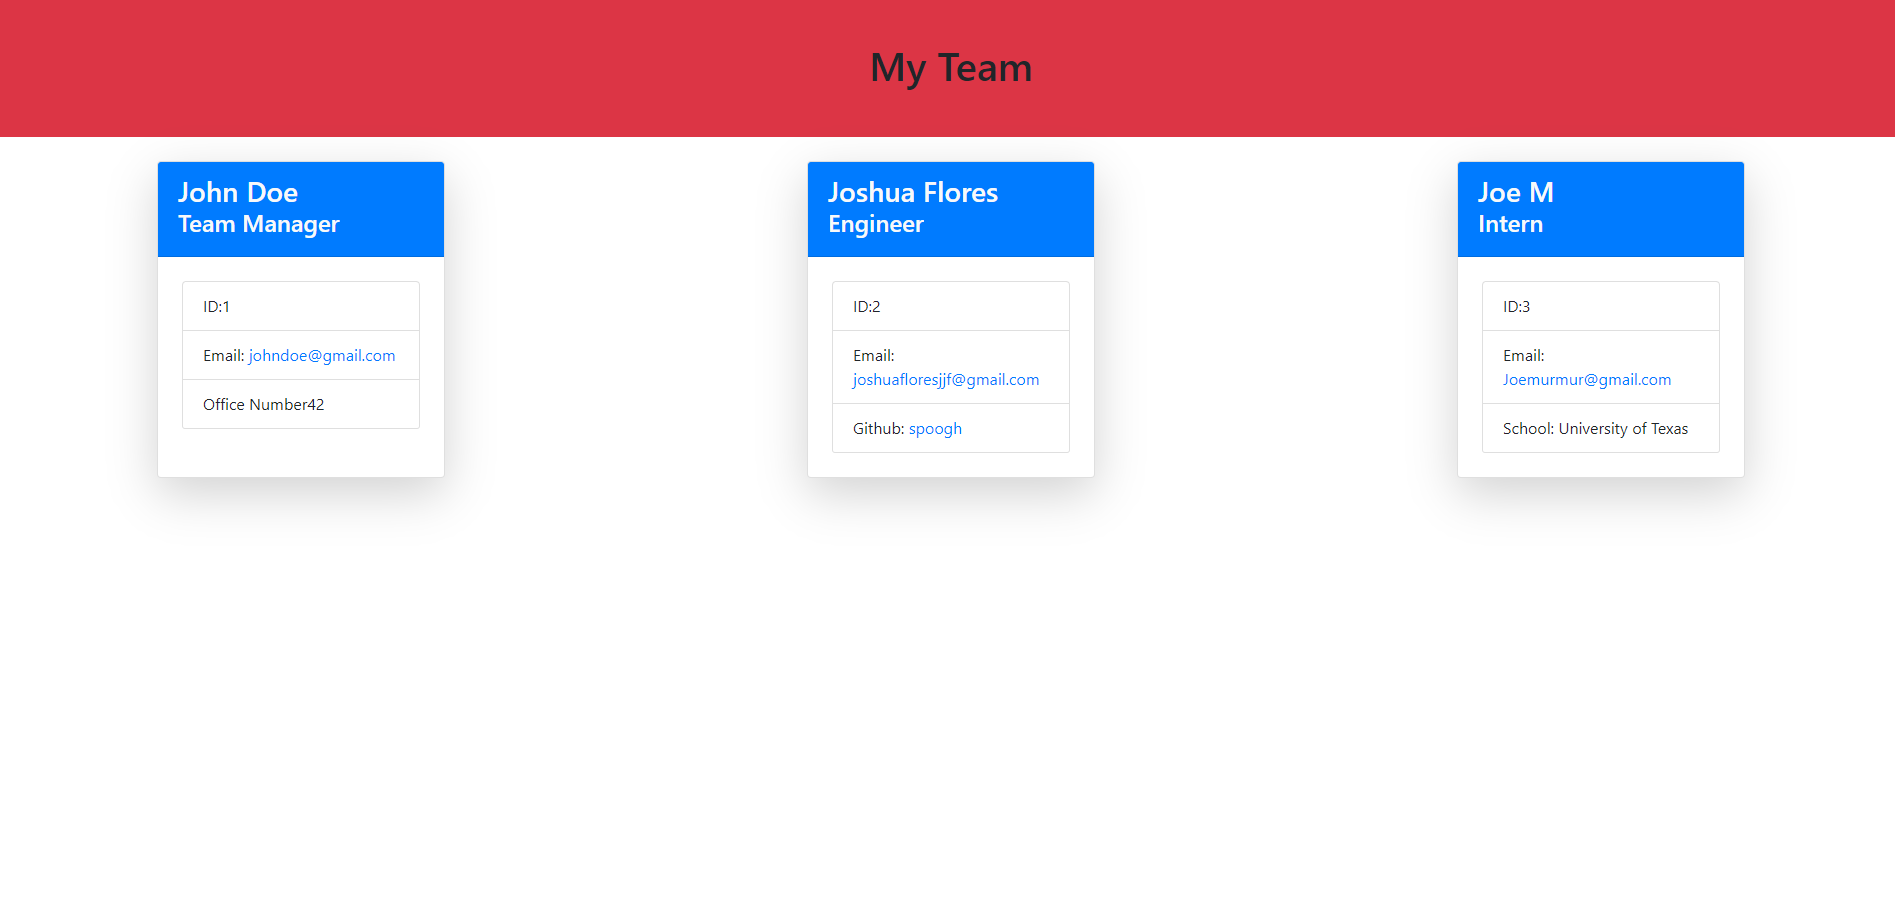 My Team
John Doe
Team Manager
ID:1
Email: johndoe@gmail.com
Office Number42
Joshua Flores
Engineer
ID:2
Email:
joshuafloresjjf@gmail.com
Github: spoogh
Joe M
Intern
ID:3
Email:
Joemurmur@gmail.com
School: University of Texas